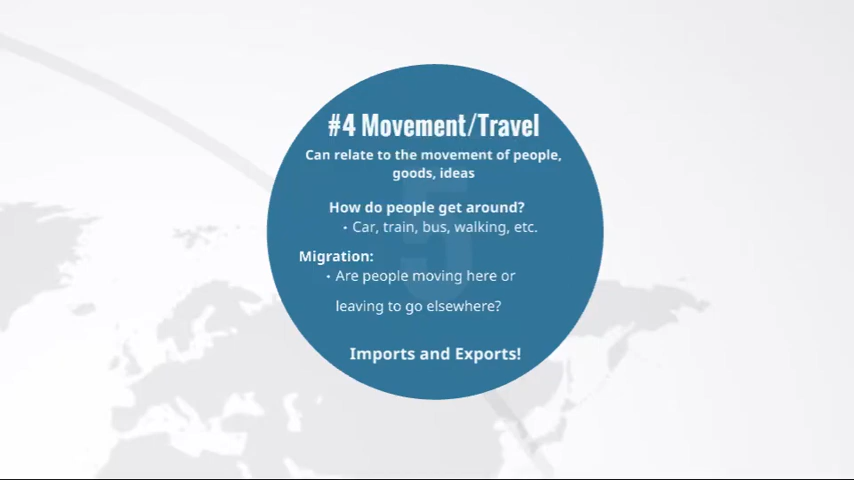 #4 Movement/Travel
Can relate to the movement of people,
goods, ideas
How do people get around?
• Car, train, bus, walking, etc.
Migration:
• Are people moving here or
leaving to go elsewhere?
Imports and Exports!
5